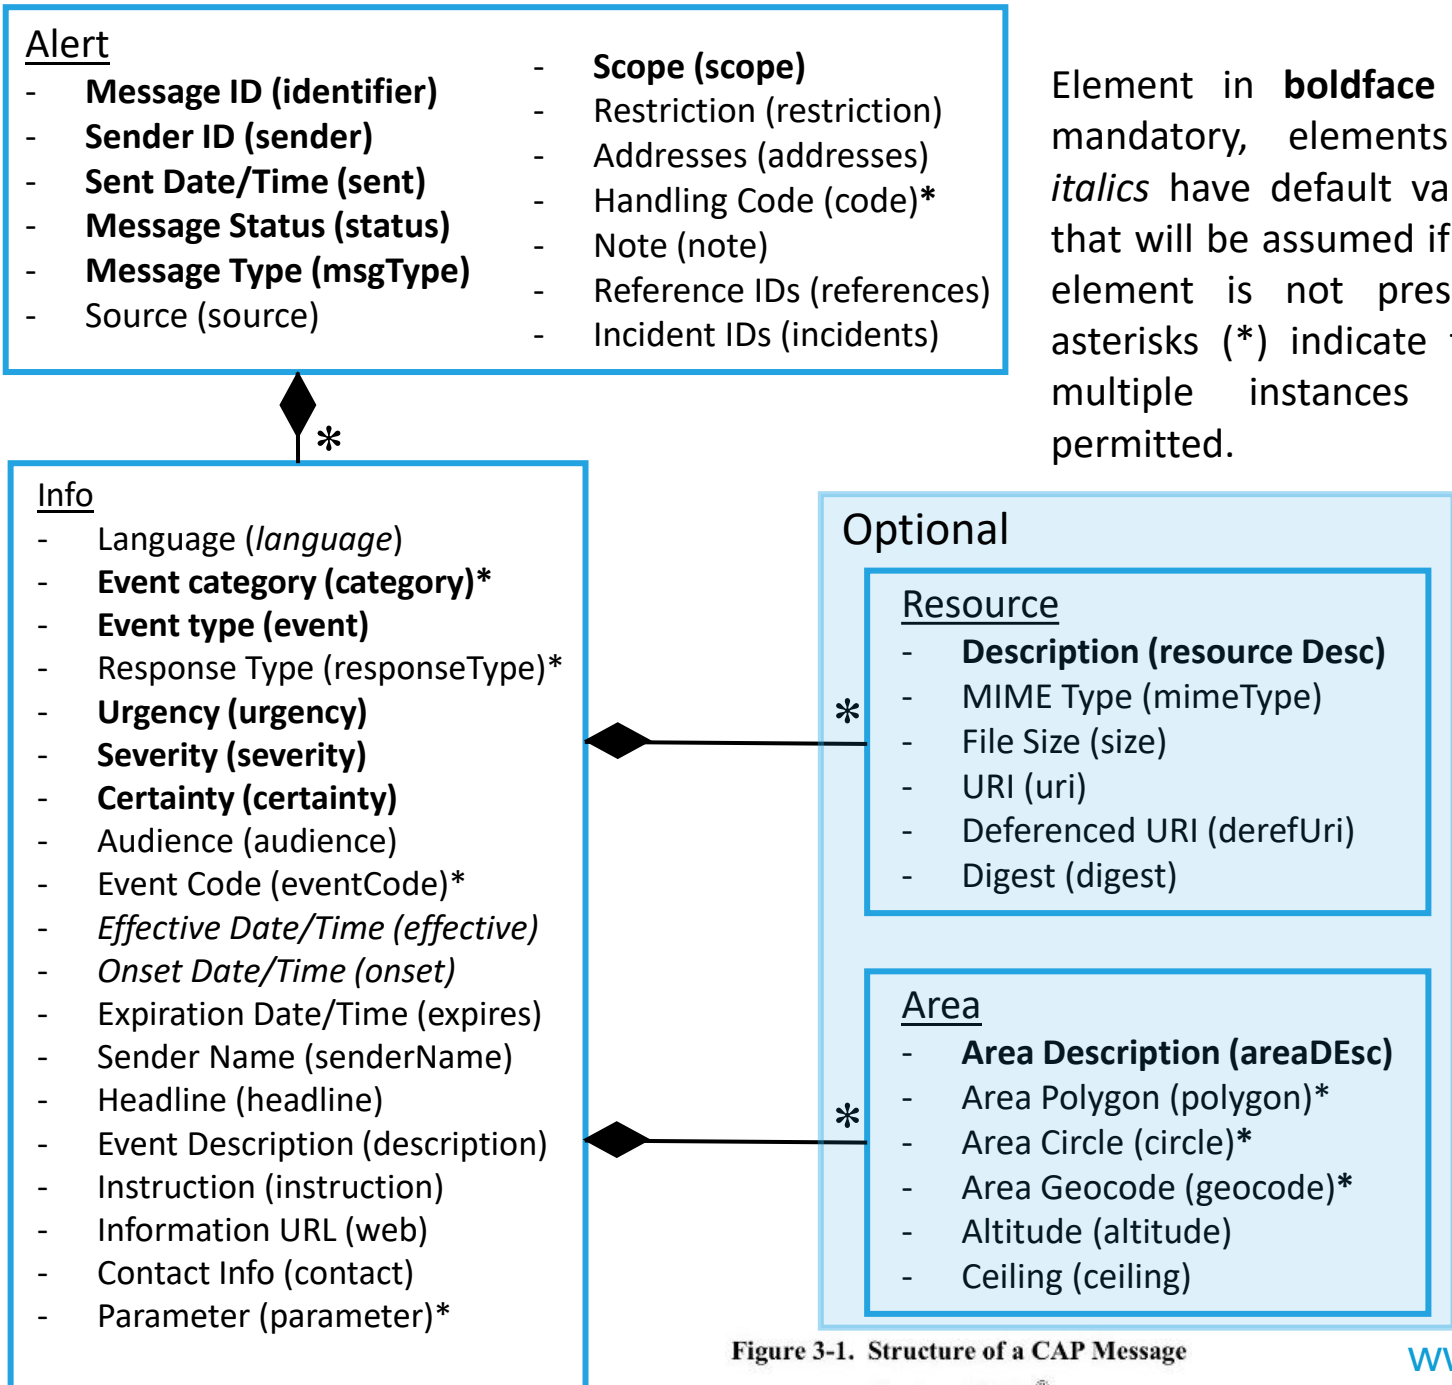 Alert
- Message ID (identifier)
- Sender ID (sender)
- Sent Date/Time (sent)
- Message Status (status)
- Message Type (msgType)
- Source (source)
- Scope (scope)
- Restriction (restriction)
- Addresses (addresses)
- Handling Code (code)*
- Note (note)
- Reference IDs (references)
- Incident IDs (incidents)
Element in boldface
mandatory, elements
italics have default va
that will be assumed if
element is not pres
asterisks (*) indicate
multiple instances
permitted.
*
Info
- Language (language)
- Event category (category)*
- Event type (event)
- Response Type (responseType)*
- Urgency (urgency)
- Severity (severity)
- Certainty (certainty)
- Audience (audience)
- Event Code (eventCode)*
- Effective Date/Time (effective)
- Onset Date/Time (onset)
- Expiration Date/Time (expires)
- Sender Name (senderName)
- Headline (headline)
- Event Description (description)
- Instruction (instruction)
- Information URL (web)
- Contact Info (contact)
- Parameter (parameter)*
Optional
*
Resource
- Description (resource Desc)
- MIME Type (mimeType)
- File Size (size)
- URI (uri)
- Deferenced URI (derefUri)
- Digest (digest)
*
Area
- Area Description (areaDEsc)
- Area Polygon (polygon)*
- Area Circle (circle)*
- Area Geocode (geocode)*
- Altitude (altitude)
- Ceiling (ceiling)
Figure 3-1. Structure of a CAP Message